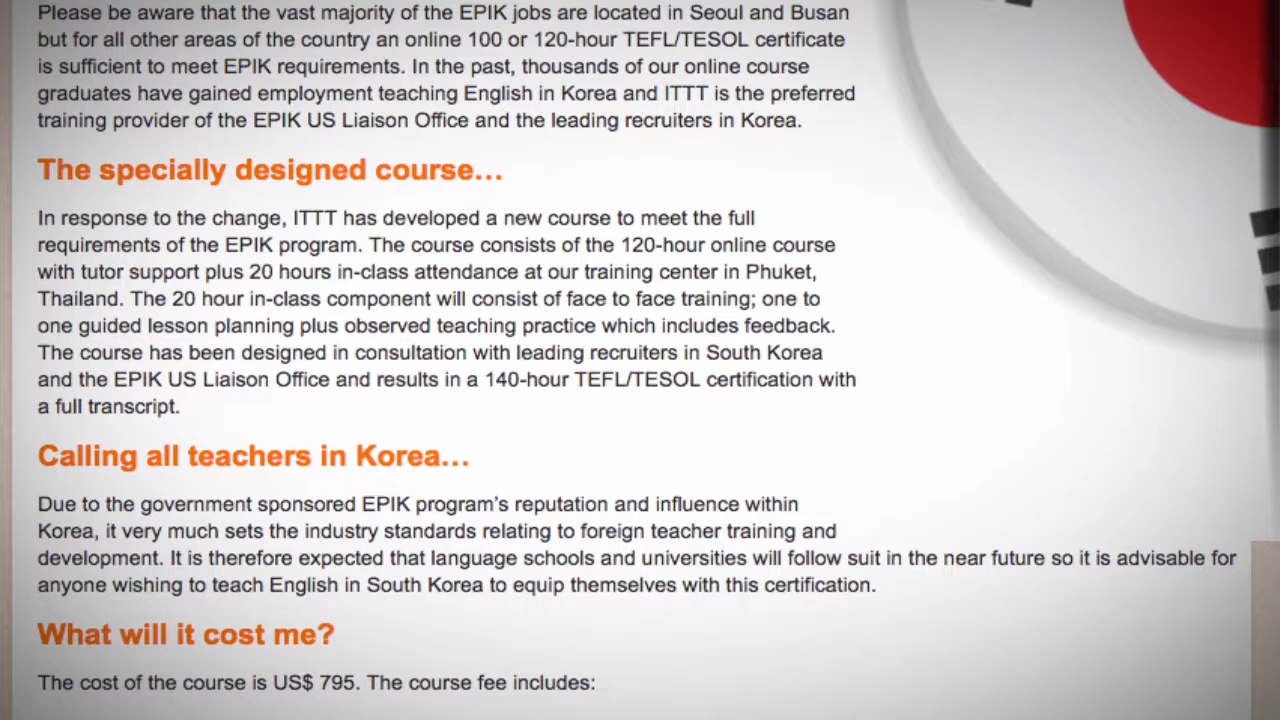 Please be aware that the vast majority of the EPIK jobs are located in Seoul and Busan
but for all other areas of the country an online 100 or 120-hour TEFL/TESOL certificate
is sufficient to meet EPIK requirements. In the past, thousands of our online course
graduates have gained employment teaching English in Korea and ITTT is the preferred
training provider of the EPIK US Liaison Office and the leading recruiters in Korea.
The specially designed course...
In response to the change, ITTT has developed a new course to meet the full
requirements of the EPIK program. The course consists of the 120-hour online course
with tutor support plus 20 hours in-class attendance at our training center in Phuket,
Thailand. The 20 hour in-class component will consist of face to face training; one to
one guided lesson planning plus observed teaching practice which includes feedback.
The course has been designed in consultation with leading recruiters in South Korea
and the EPIK US Liaison Office and results in a 140-hour TEFL/TESOL certification with
a full transcript.
Calling all teachers in Korea...
Due to the government sponsored EPIK program's reputation and influence within
Korea, it very much sets the industry standards relating to foreign teacher training and
development. It is therefore expected that language schools and universities will follow suit in the near future so it is advisable for
anyone wishing to teach English in South Korea to equip themselves with this certification.
What will it cost me?
The cost of the course is US$ 795. The course fee includes: